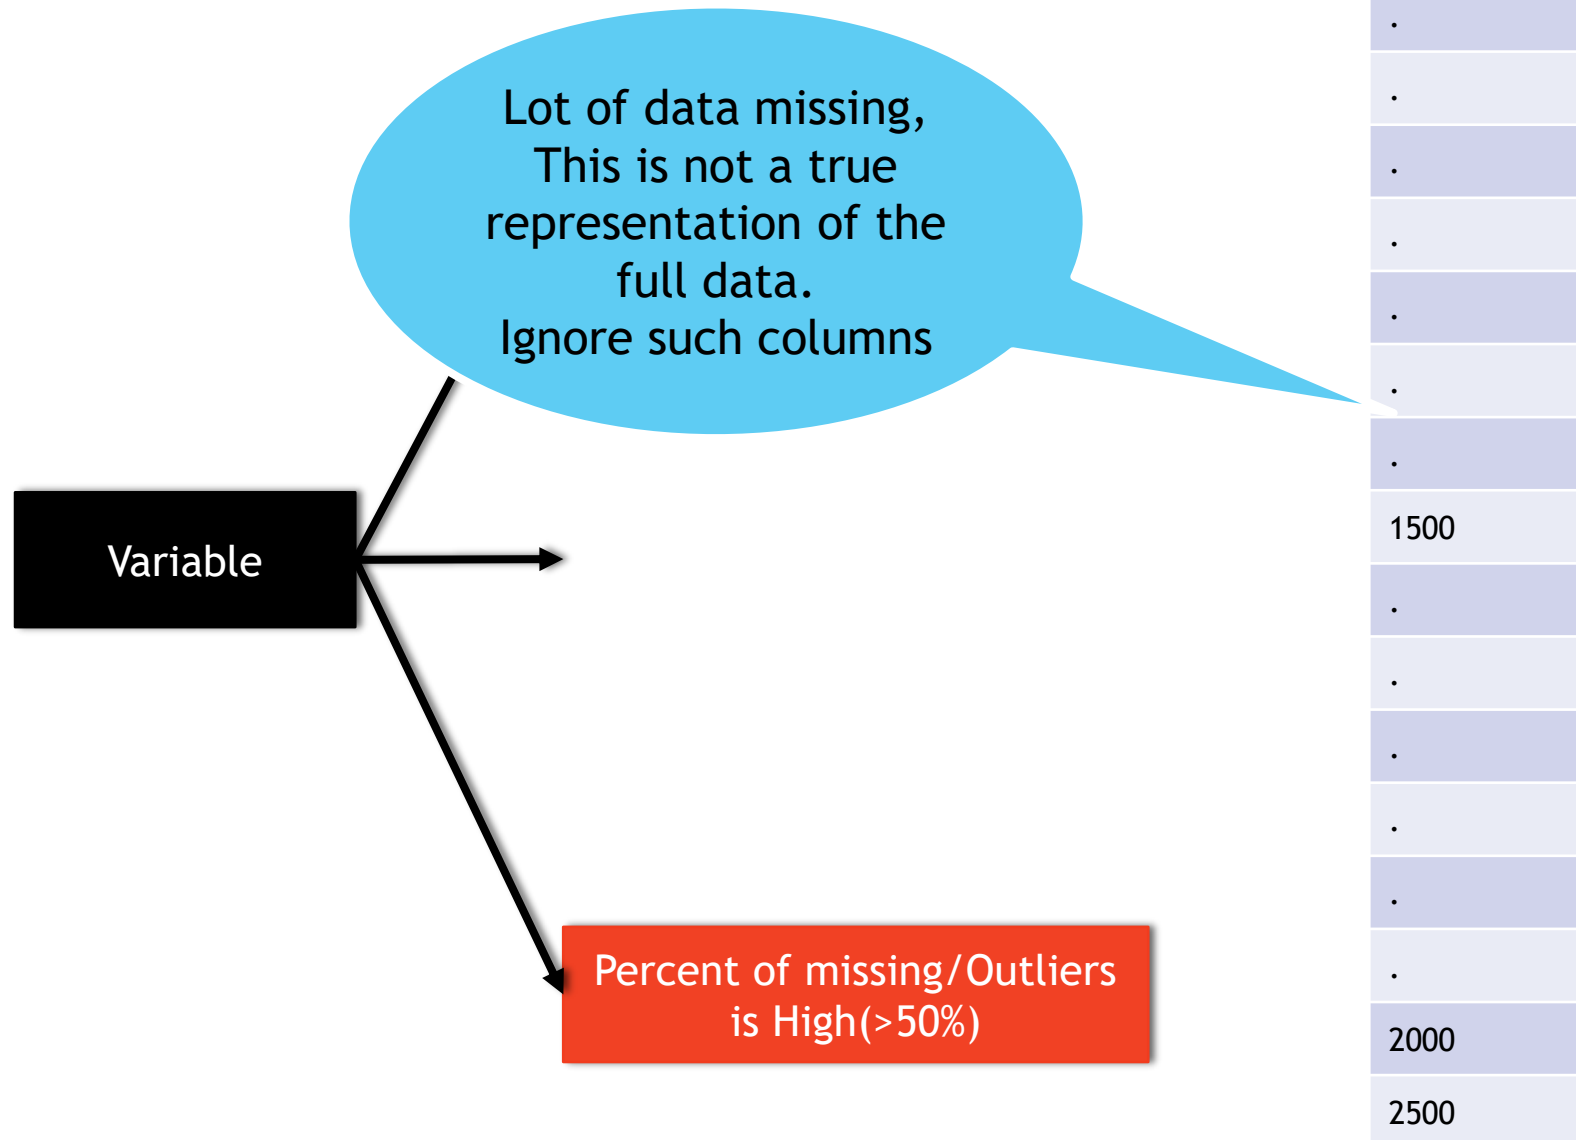 Lot of data missing,
This is not a true
representation of the
full data.
Ignore such columns
Variable
Percent of missing/Outliers
is High(>50%)
.
.
.
.
.
.
.
1500
.
.
.
.
.
.
2000
2500